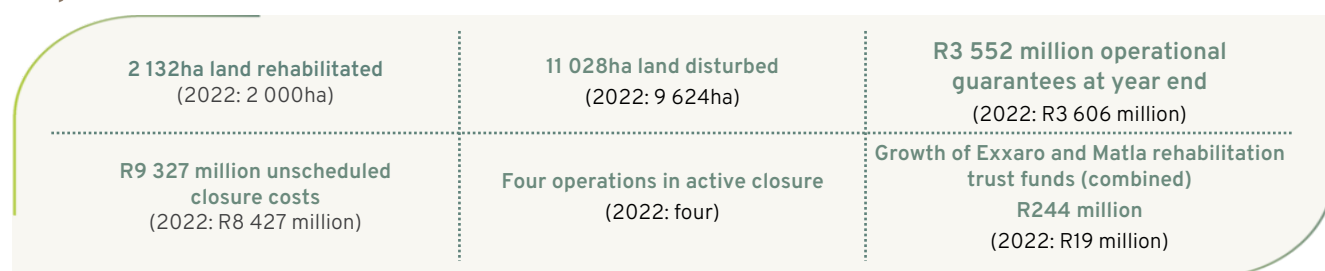 2 132ha land rehabilitated
(2022: 2 000ha)
11 028ha land disturbed
(2022: 9 624ha)
R3 552 million operational
guarantees at year end
(2022: R3 606 million)
R9 327 million unscheduled
closure costs
(2022: R8 427 million)
Four operations in active closure
(2022: four)
Growth of Exxaro and Matla rehabilitation
trust funds (combined)
R244 million
(2022: R19 million)